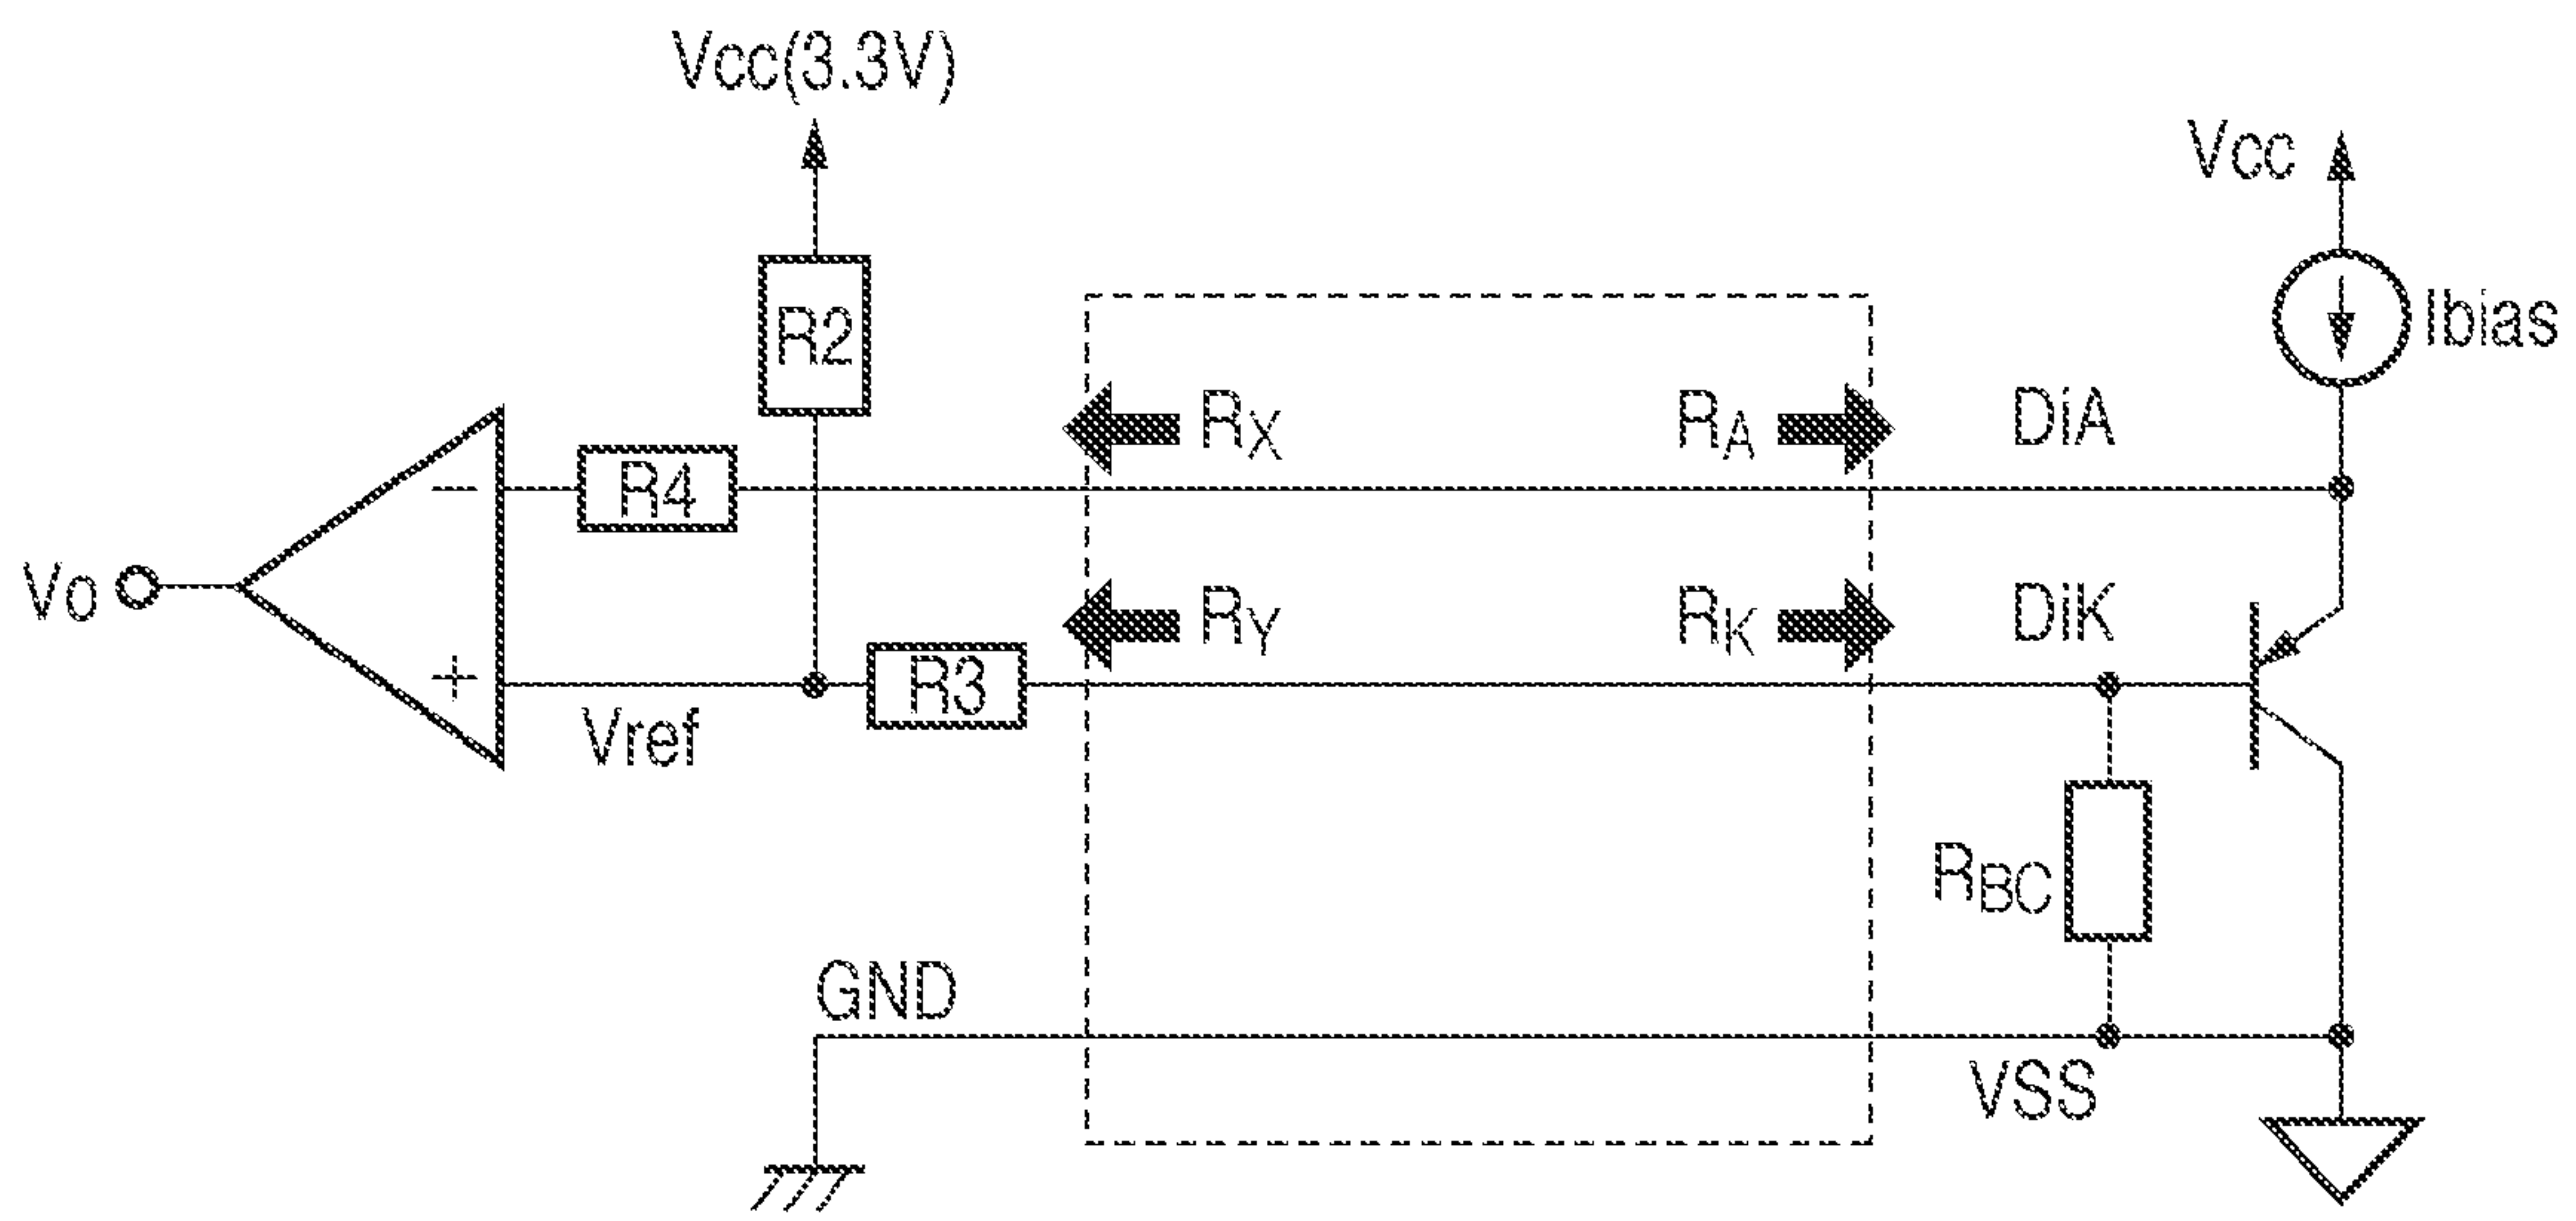 Vcc(3.3V)
Vcc
R2
Ibias
RX
RA
DiA
−
R4
Vo
RY
RK
DiK
+
R3
Vref
RBC
GND
VSS